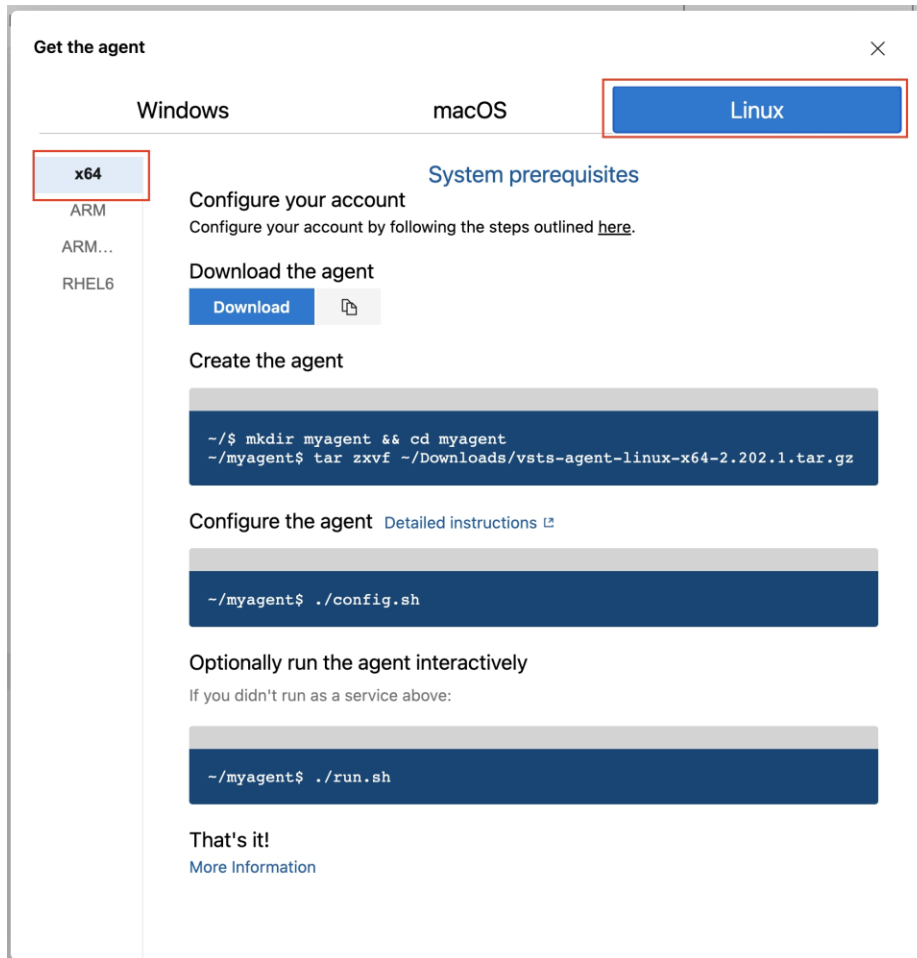 Get the agent
Windows macOS Linux
x64
ARM
ARM...
RHEL6
System prerequisites
Configure your account
Configure your account by following the steps outlined here.
Download the agent
Download
Create the agent
~/$ mkdir myagent && cd myagent
~/myagent$ tar zxvf ~/Downloads/vsts-agent-linux-x64-2.202.1.tar.gz
Configure the agent Detailed instructions
~/myagent$ ./config.sh
Optionally run the agent interactively
If you didn't run as a service above:
~/myagent$ ./run.sh
That's it!
More Information